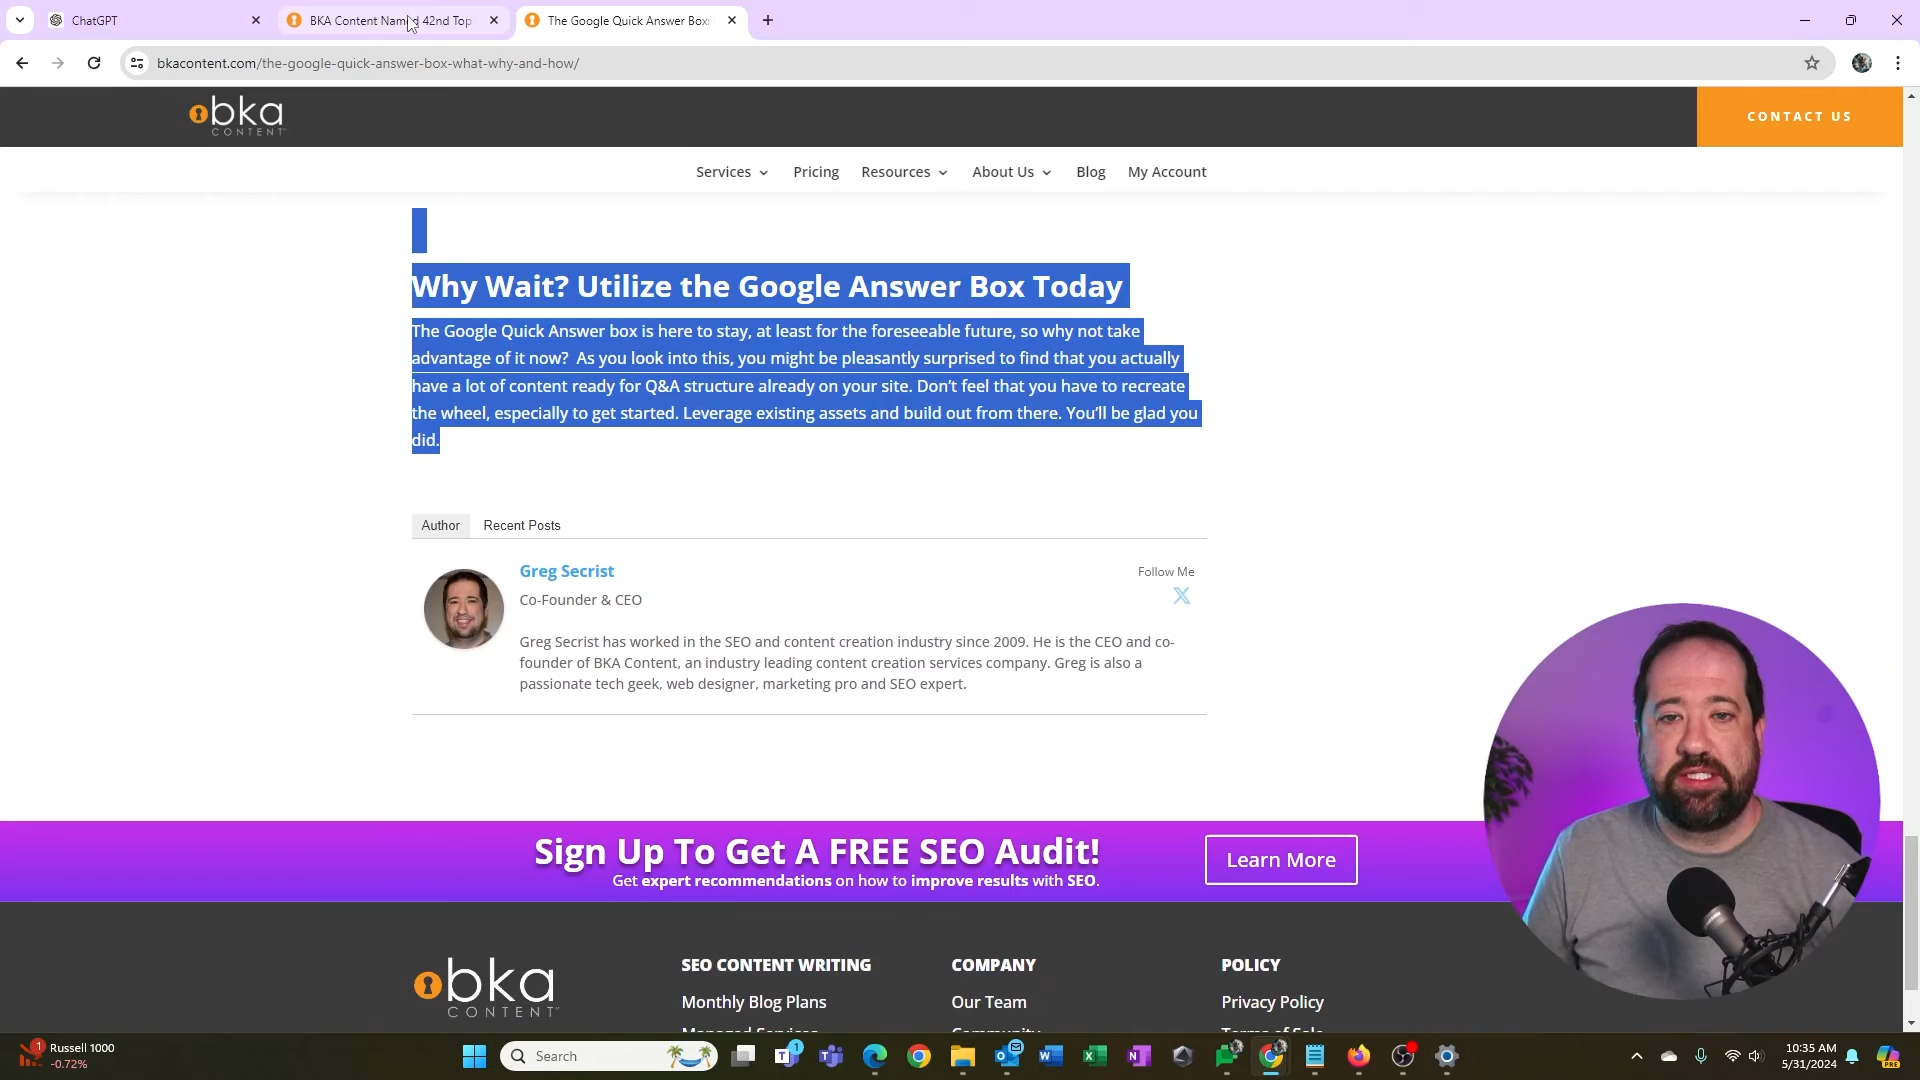 ChatGPT
BKA Content Named 42nd Top
The Google Quick Answer Box:
bkacontent.com/the-google-quick-answer-box-what-why-and-how/
bka
CONTENT
CONTACT US
Services
Pricing
Resources
About Us
Blog
My Account
Why Wait? Utilize the Google Answer Box Today
The Google Quick Answer box is here to stay, at least for the foreseeable future, so why not take
advantage of it now?  As you look into this, you might be pleasantly surprised to find that you actually
have a lot of content ready for Q&A structure already on your site. Don’t feel that you have to recreate
the wheel, especially to get started. Leverage existing assets and build out from there. You’ll be glad you
did.
Author
Recent Posts
Greg Secrist
Follow Me
Co-Founder & CEO
Greg Secrist has worked in the SEO and content creation industry since 2009. He is the CEO and co-
founder of BKA Content, an industry leading content creation services company. Greg is also a
passionate tech geek, web designer, marketing pro and SEO expert.
Sign Up To Get A FREE SEO Audit!
Get expert recommendations on how to improve results with SEO.
Learn More
bka
CONTENT
SEO CONTENT WRITING
COMPANY
POLICY
Monthly Blog Plans
Our Team
Privacy Policy
Managed Services
Community
Terms of Sale
1
Russell 1000
-0.72%
Search
1
10:35 AM
5/31/2024
PRE